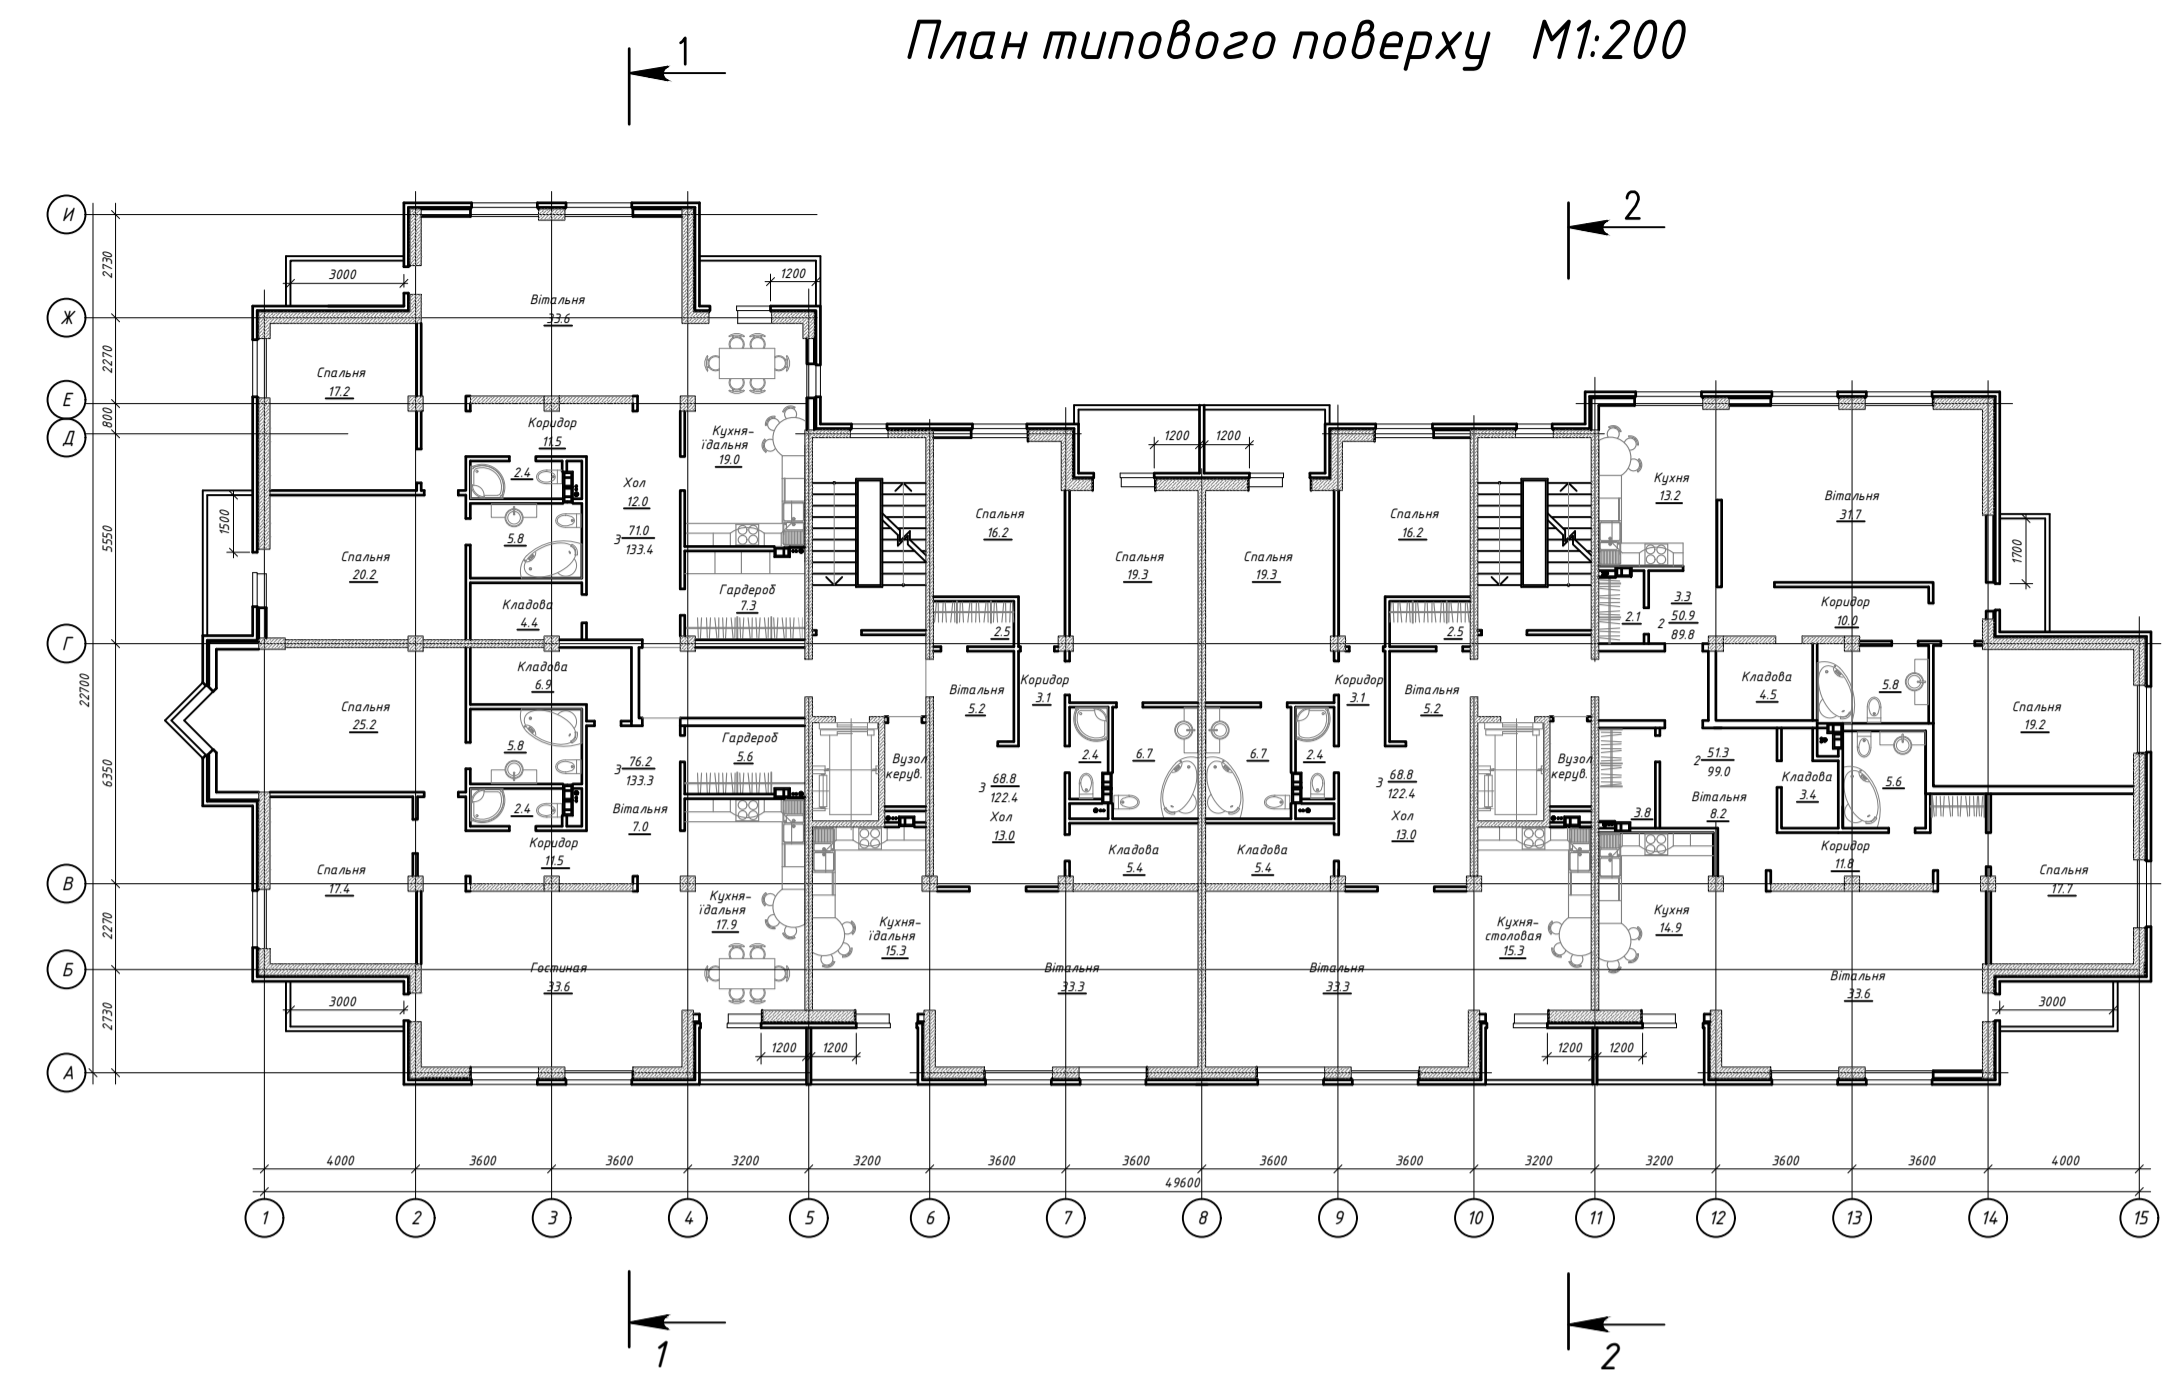 План типового поверху М1:200
1
2
И
Ж
Е
Д
Г
В
Б
А
2730
2270
800
5550
6350
2270
2730
22700
3000
1200
Вітальня
33.6
Спальня
17.2
Коридор
11.5
2.4
Хол
12.0
3 71.0
133.4
Кухня-
їдальня
19.0
5.8
1500
Спальня
20.2
Кладова
4.4
Гардероб
7.3
Кладова
6.9
Спальня
25.2
5.8
2.4
3 76.2
133.3
Вітальня
7.0
Гардероб
5.6
Коридор
11.5
Спальня
17.4
Кухня-
їдальня
17.9
Гостиная
33.6
3000
1200
1200
Вузол
керув.
Кухня-
їдальня
15.3
Спальня
16.2
2.5
Вітальня
5.2
Коридор
3.1
3 68.8
122.4
Хол
13.0
2.4
6.7
Кладова
5.4
Вітальня
33.3
1200
1200
Спальня
19.3
Спальня
19.3
6.7
2.4
Кладова
5.4
Вітальня
33.3
Спальня
16.2
2.5
Коридор
3.1
Вітальня
5.2
3 68.8
122.4
Хол
13.0
Вузол
керув.
Кухня-
столовая
15.3
1200
1200
Кухня
13.2
Вітальня
31.7
1700
2.1
3.3
2 50.9
89.8
Коридор
10.0
Кладова
4.5
5.8
Спальня
19.2
2 51.3
99.0
Вітальня
8.2
3.8
Кладова
3.4
5.6
Коридор
11.8
Спальня
17.7
Кухня
14.9
Вітальня
33.6
3000
4000
3600
3600
3200
3200
3600
3600
3600
3600
3200
3200
3600
3600
4000
49600
1
2
3
4
5
6
7
8
9
10
11
12
13
14
15
1
2